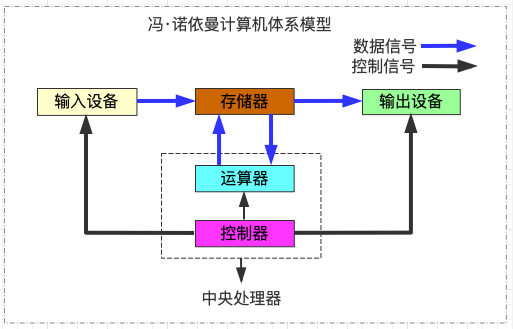 冯·诺依曼计算机体系模型
数据信号
控制信号
输入设备
存储器
输出设备
运算器
控制器
中央处理器